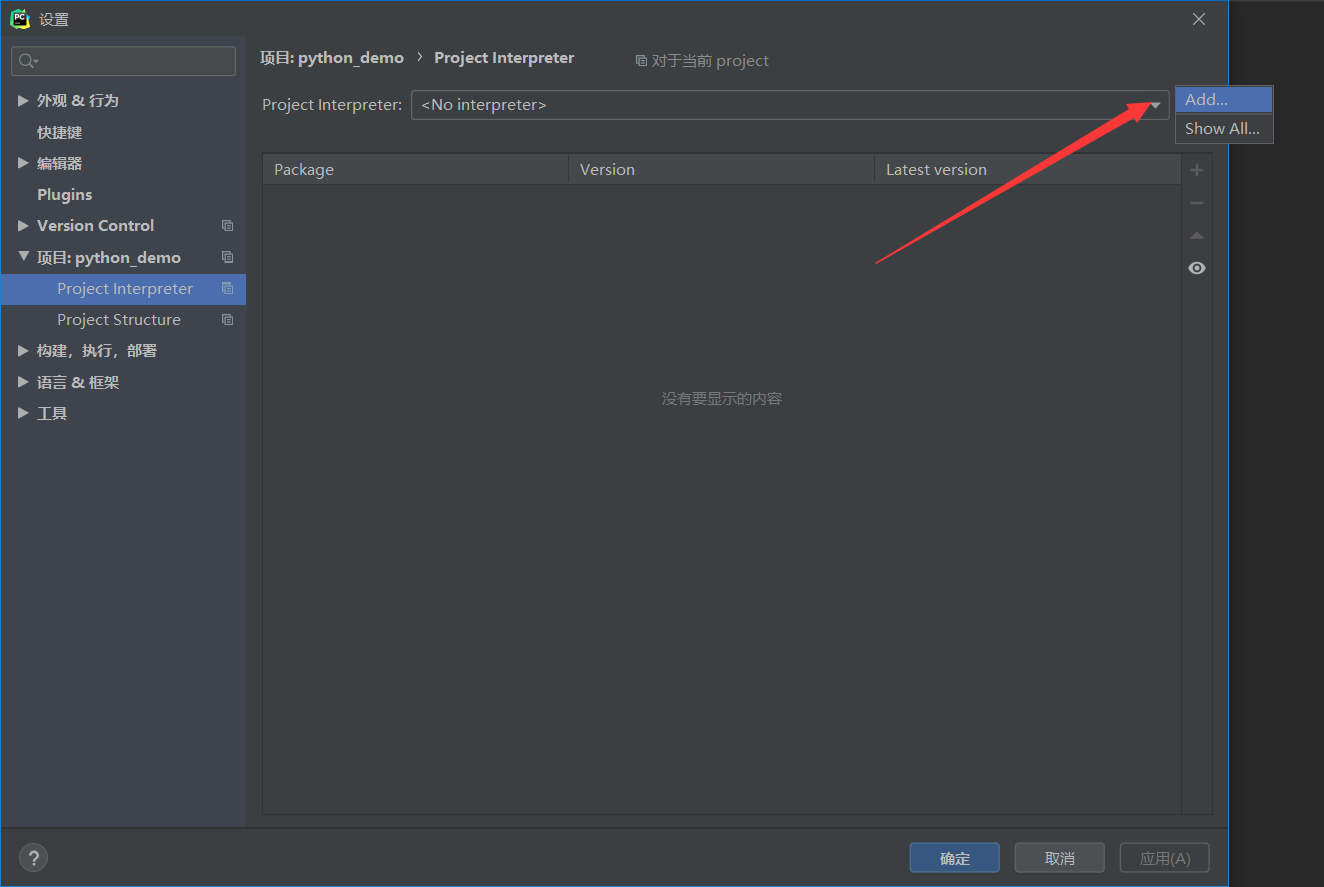 PC
设置
项目: python_demo › Project Interpreter
对于当前 project
外观 & 行为
快捷键
编辑器
Plugins
Version Control
项目: python_demo
Project Interpreter
Project Structure
构建，执行，部署
语言 & 框架
工具
Project Interpreter: <No interpreter>
Add...
Show All...
Package Version Latest version
没有要显示的内容
?
确定 取消 应用(A)